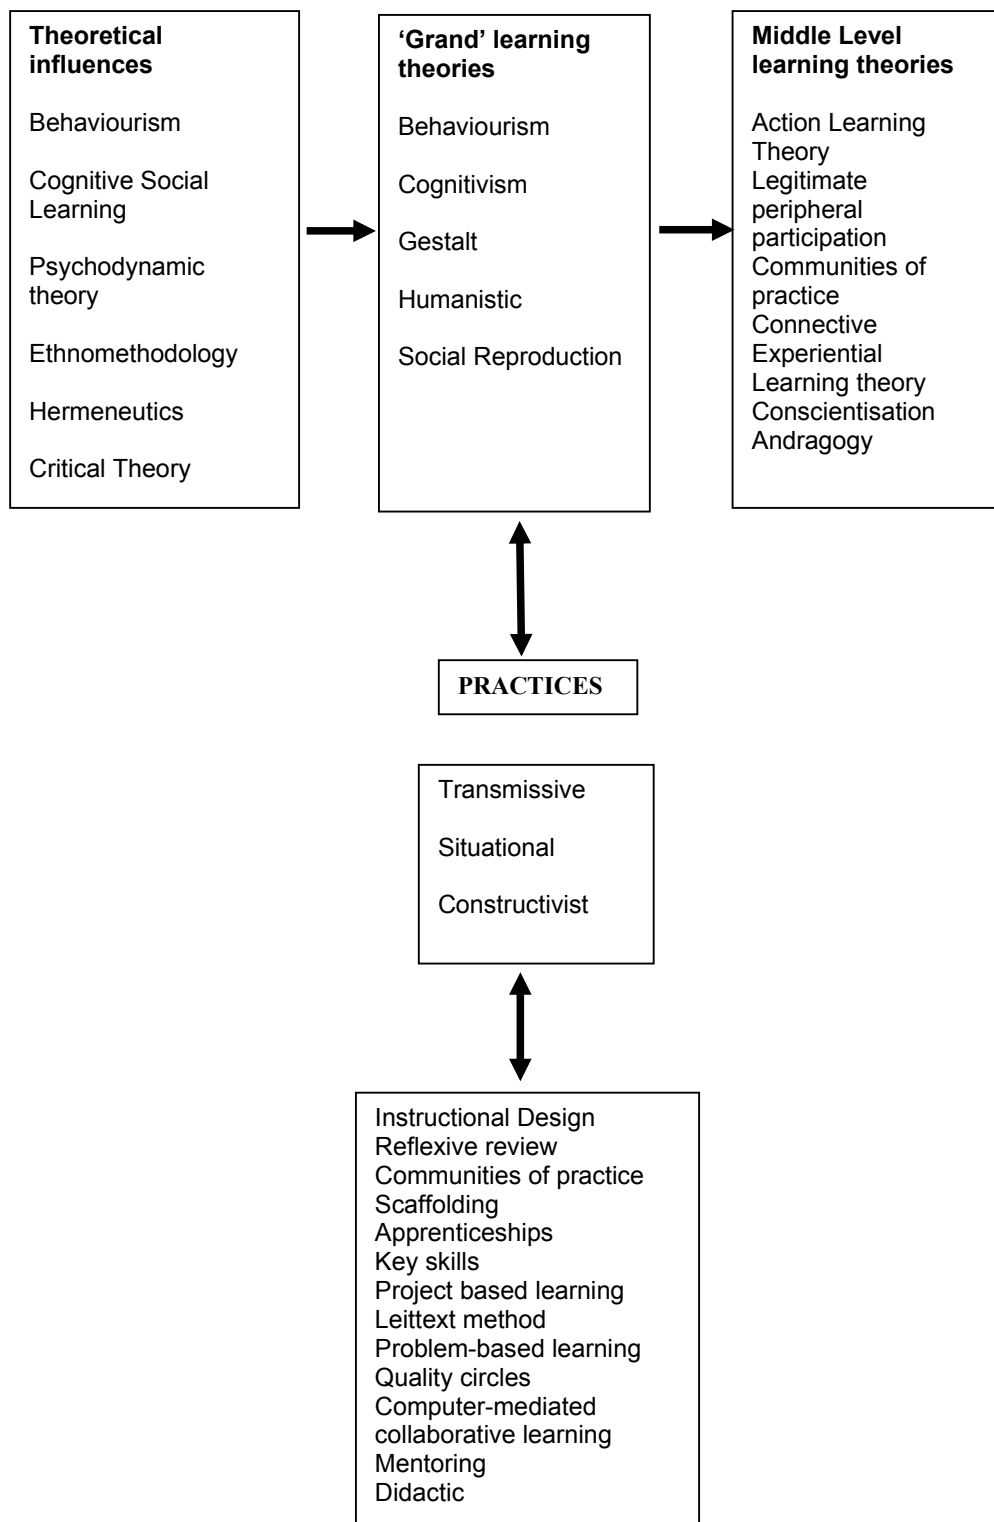 Theoretical
influences
Behaviourism
Cognitive Social
Learning
Psychodynamic
theory
Ethnomethodology
Hermeneutics
Critical Theory
‘Grand’ learning
theories
Behaviourism
Cognitivism
Gestalt
Humanistic
Social Reproduction
Middle Level
learning theories
Action Learning
Theory
Legitimate
peripheral
participation
Communities of
practice
Connective
Experiential
Learning theory
Conscientisation
Andragogy
PRACTICES
Transmissive
Situational
Constructivist
Instructional Design
Reflexive review
Communities of practice
Scaffolding
Apprenticeships
Key skills
Project based learning
Leittext method
Problem-based learning
Quality circles
Computer-mediated
collaborative learning
Mentoring
Didactic